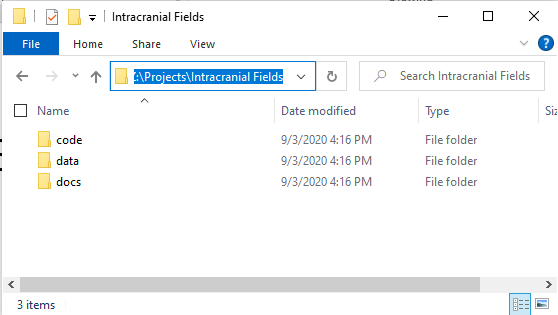 Intracranial Fields
File Home Share View
:\Projects\Intracranial Fields Search Intracranial Fields
Name Date modified Type Siz
code 9/3/2020 4:16 PM File folder
data 9/3/2020 4:16 PM File folder
docs 9/3/2020 4:16 PM File folder
3 items